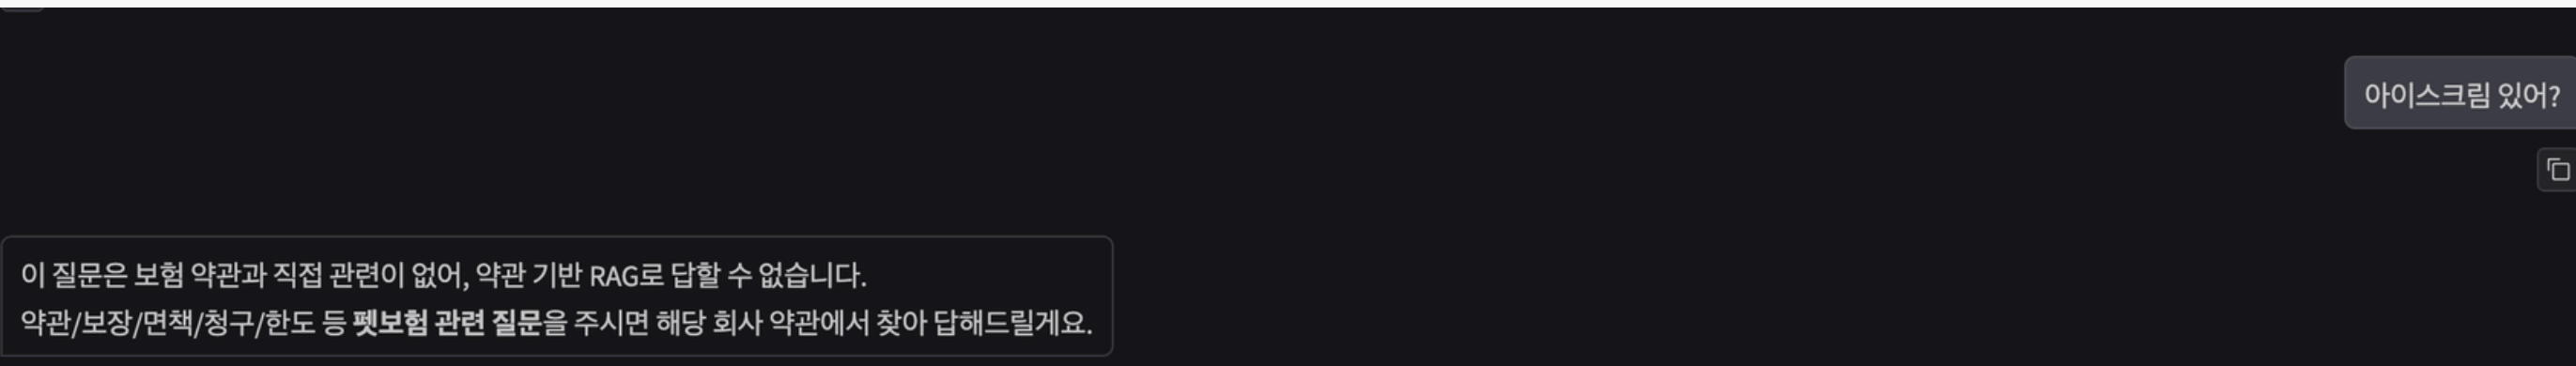 아이스크림 있어?
이 질문은 보험 약관과 직접 관련이 없어, 약관 기반 RAG로 답할 수 없습니다.
약관/보장/면책/청구/한도 등 펫보험 관련 질문을 주시면 해당 회사 약관에서 찾아 답해드릴게요.